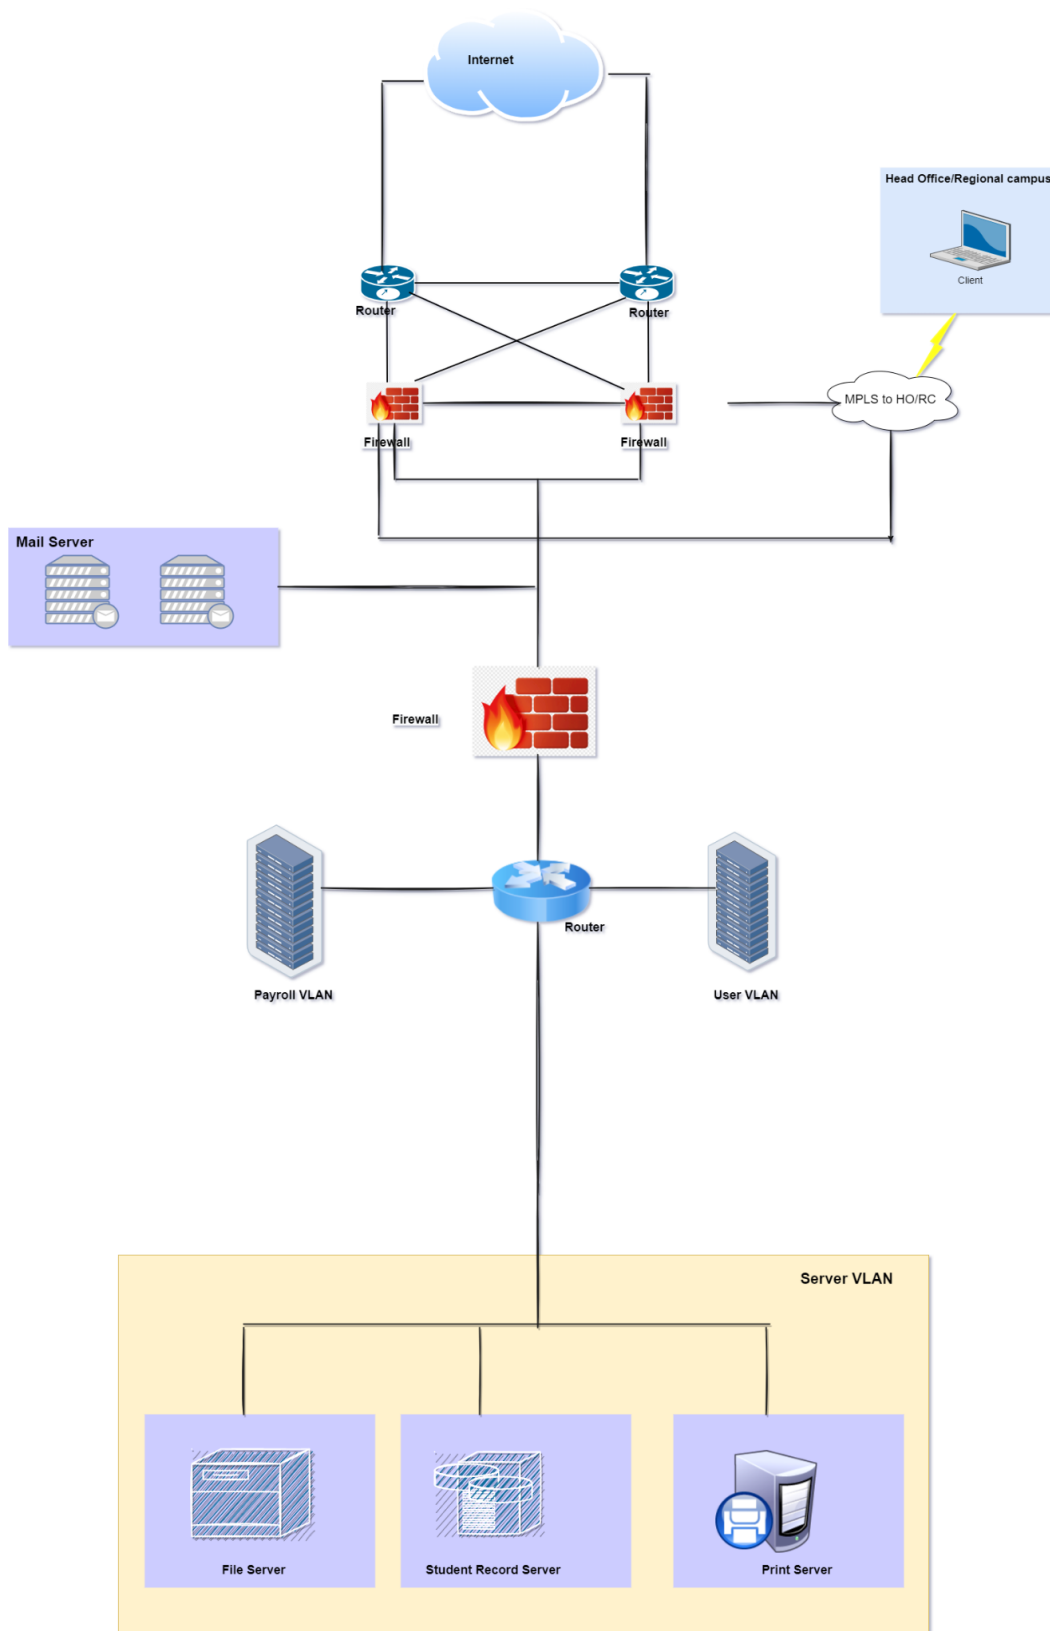 Internet
Head Office/Regional campus
Client
Router
Router
MPLS to HO/RC
Firewall
Firewall
Mail Server
Firewall
Router
Payroll VLAN
User VLAN
Server VLAN
File Server
Student Record Server
Print Server